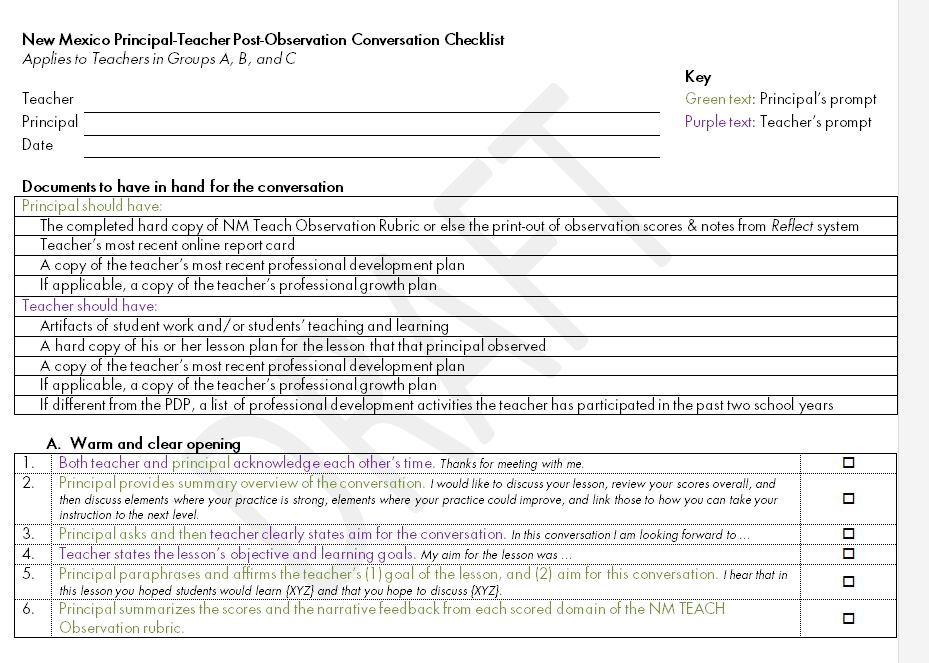 New Mexico Principal-Teacher Post-Observation Conversation Checklist
Applies to Teachers in Groups A, B, and C
Key
Teacher
Green text: Principal's prompt
Principal
Purple text: Teacher's prompt
Date
Documents to have in hand for the conversation
Principal should have:
The completed hard copy of NM Teach Observation Rubric or else the print-out of observation scores & notes from Reflect system
Teacher's most recent online report card
A copy of the teacher's most recent professional development plan
If applicable, a copy of the teacher's professional growth plan
Teacher should have:
Artifacts of student work and/or students' teaching and learning
A hard copy of his or her lesson plan for the lesson that that principal observed
A copy of the teacher's most recent professional development plan
If applicable, a copy of the teacher's professional growth plan
If different from the PDP, a list of professional development activities the teacher has participated in the past two school years
A. Warm and clear opening
1. Both teacher and principal acknowledge each other's time. Thanks for meeting with me.
2. Principal provides summary overview of the conversation. I would like to discuss your lesson, review your scores overall, and
then discuss elements where your practice is strong, elements where your practice could improve, and link those to how you can take your
instruction to the next level.
3. Principal asks and then teacher clearly states aim for the conversation. In this conversation I am looking forward to ...
4. Teacher states the lesson's objective and learning goals. My aim for the lesson was ...
5. Principal paraphrases and affirms the teacher's (1) goal of the lesson, and (2) aim for this conversation. I hear that in
this lesson you hoped students would learn {XYZ} and that you hope to discuss {XYZ}.
6. Principal summarizes the scores and the narrative feedback from each scored domain of the NM TEACH
Observation rubric.
DRAFT